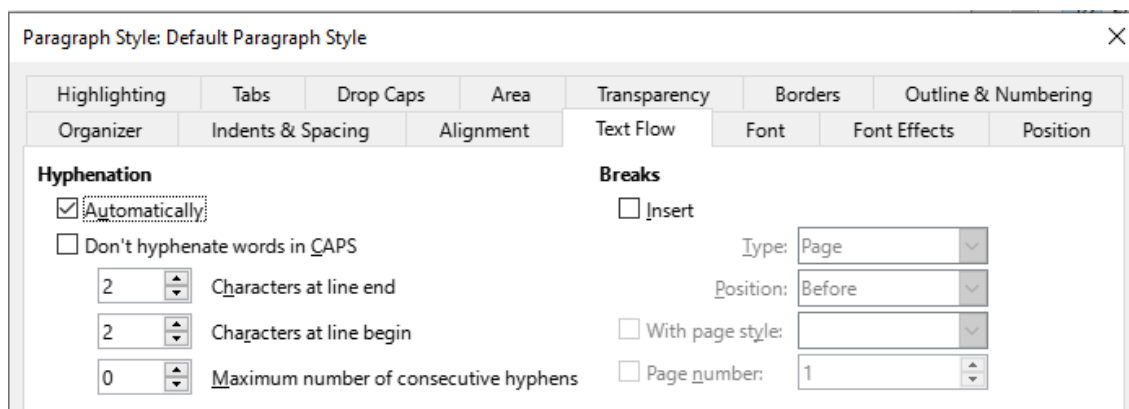 Paragraph Style: Default Paragraph Style
Highlighting Tabs Drop Caps Area Transparency Borders Outline & Numbering
Organizer Indents & Spacing Alignment Text Flow Font Font Effects Position
Hyphenation
Automatically
Don't hyphenate words in CAPS
2 Characters at line end
2 Characters at line begin
0 Maximum number of consecutive hyphens
Breaks
Insert
Type: Page
Position: Before
With page style:
Page number: 1